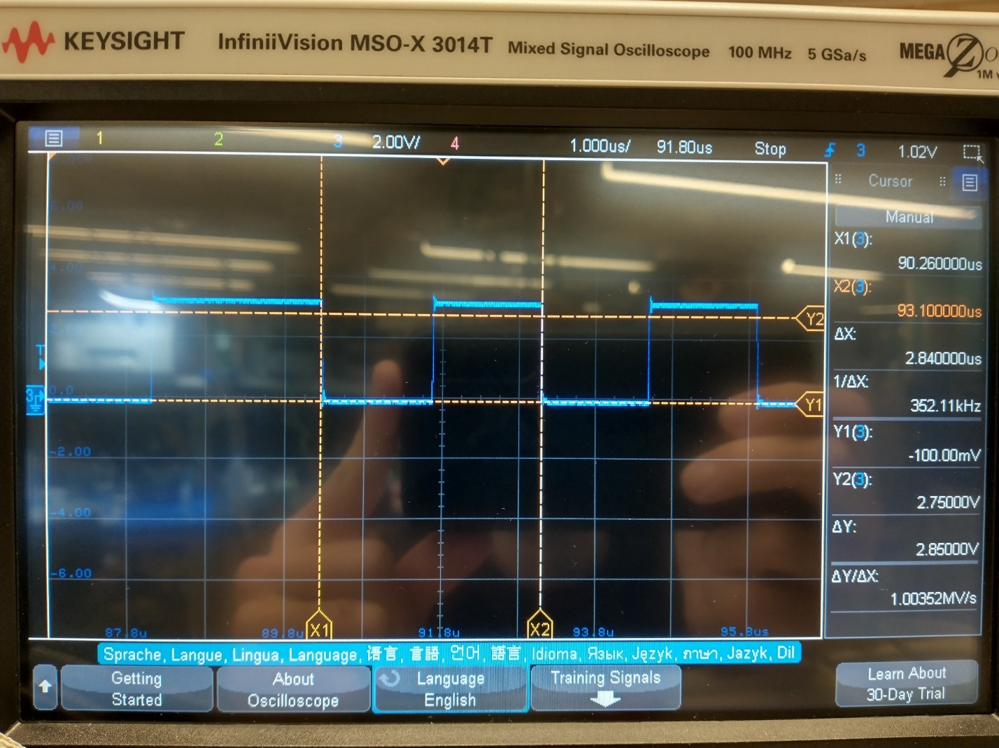 KEYSIGHT InfiniiVision MSO-X 3014T Mixed Signal Oscilloscope 100 MHz 5 GSa/s MEGA Zo
1M
1 2 3 2.00V/ 4 1.000us/ 91.80us Stop 3 1.02V
Cursor
Manual
X1(3):
90.260000us
X2(3):
93.100000us
ΔX:
2.840000us
1/ΔX:
352.11kHz
Y1(3):
-100.00mV
Y2(3):
2.75000V
ΔY:
2.85000V
ΔY/ΔX:
1.00352MV/s
6.00
4.00
Y2
T
3
0.0
Y1
-2.00
-4.00
-6.00
87.8u 89.8u X1 91.8u X2 93.8u 95.8us
Sprache, Langue, Lingua, Language, 语言, 言語, 언어, 語言, Idioma, Язык, Język, ภาษา, Jazyk, Dil
Getting
Started
About
Oscilloscope
Language
English
Training Signals
Learn About
30-Day Trial